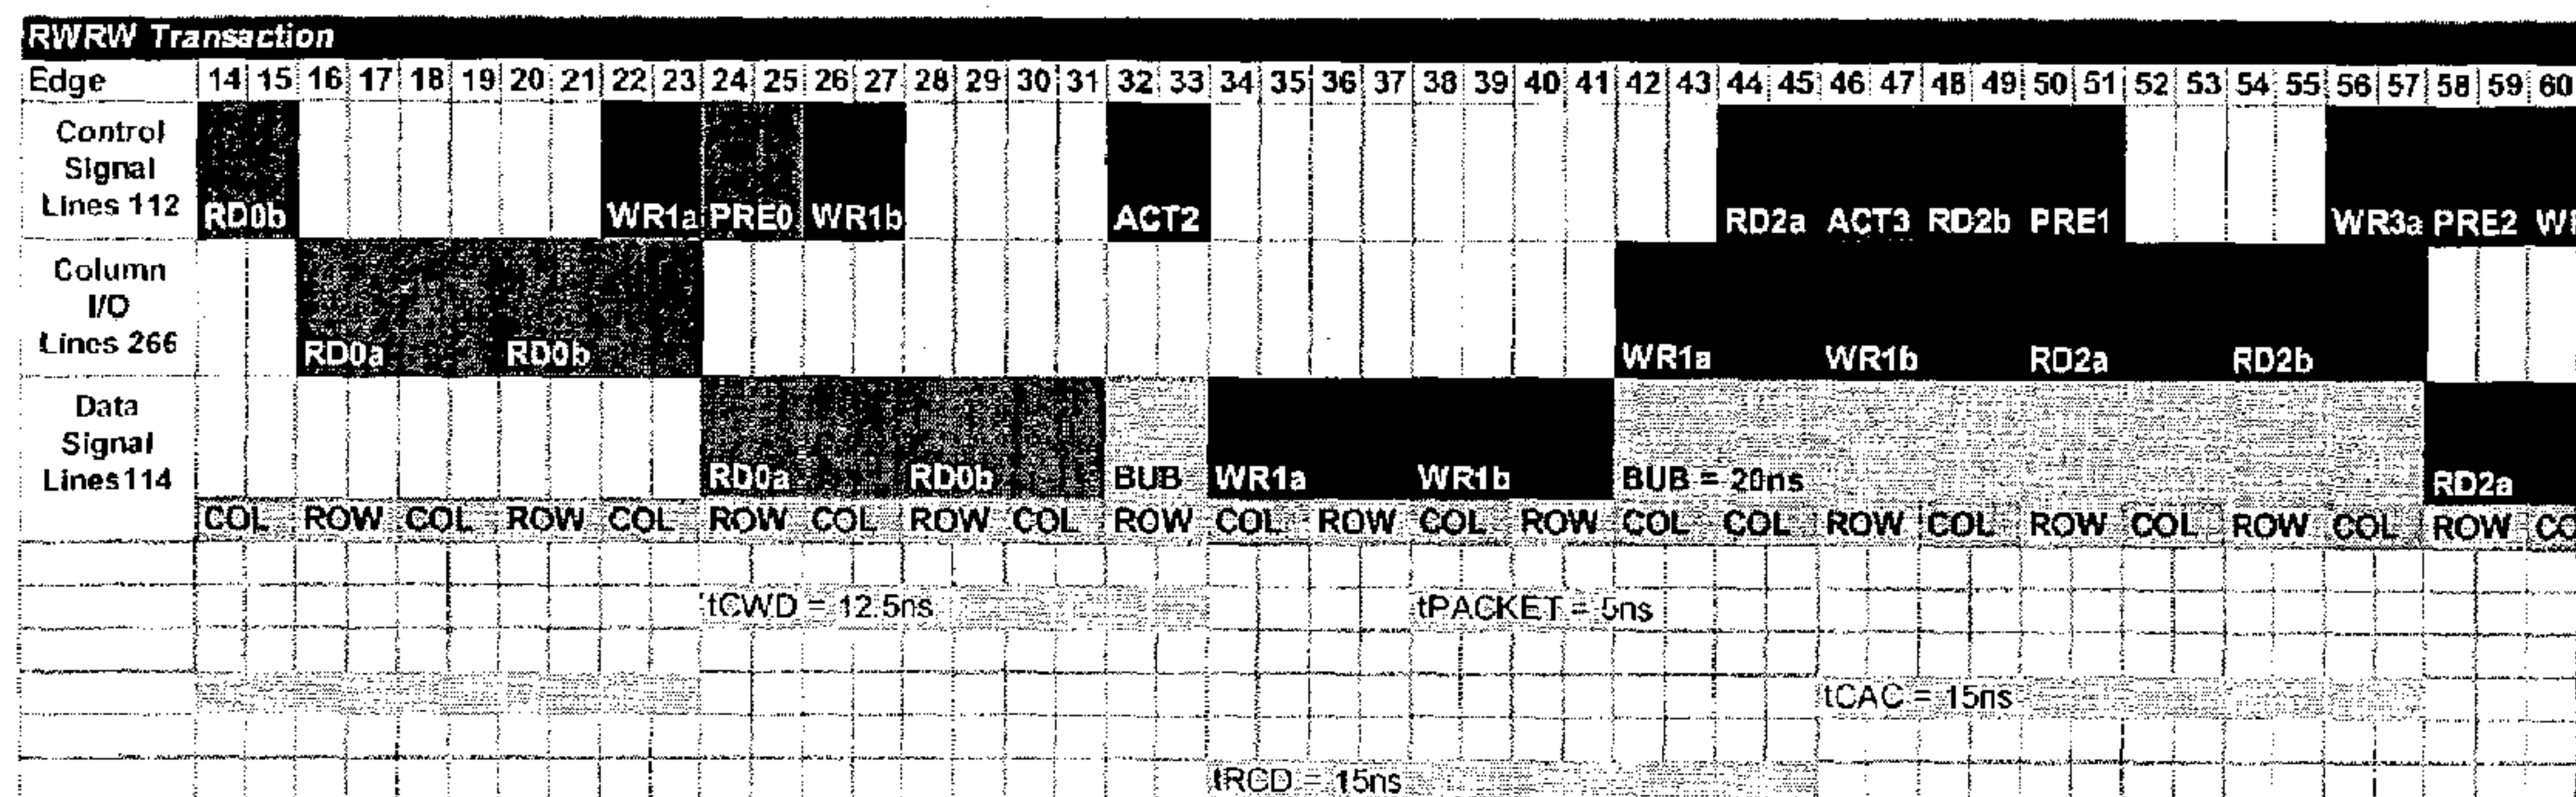 RWRW Transaction
Edge 14 15 16 17 18 19 20 21 22 23 24 25 26 27 28 29 30 31 32 33 34 35 36 37 38 39 40 41 42 43 44 45 46 47 48 49 50 51 52 53 54 55 56 57 58 59 60
Control
Signal
Lines 112
RD0b WR1a PRE0 WR1b ACT2 RD2a ACT3 RD2b PRE1 WR3a PRE2
Column
I/O
Lines 266
RD0a RD0b WR1a WR1b RD2a RD2b
Data
Signal
Lines114
RD0a RD0b BUB WR1a WR1b BUB = 20ns RD2a
COL ROW COL ROW COL ROW COL ROW COL ROW COL ROW COL ROW COL COL ROW COL ROW COL ROW COL ROW CO
tCWD = 12.5ns tPACKET = 5ns
tCAC = 15ns
tRCD = 15ns